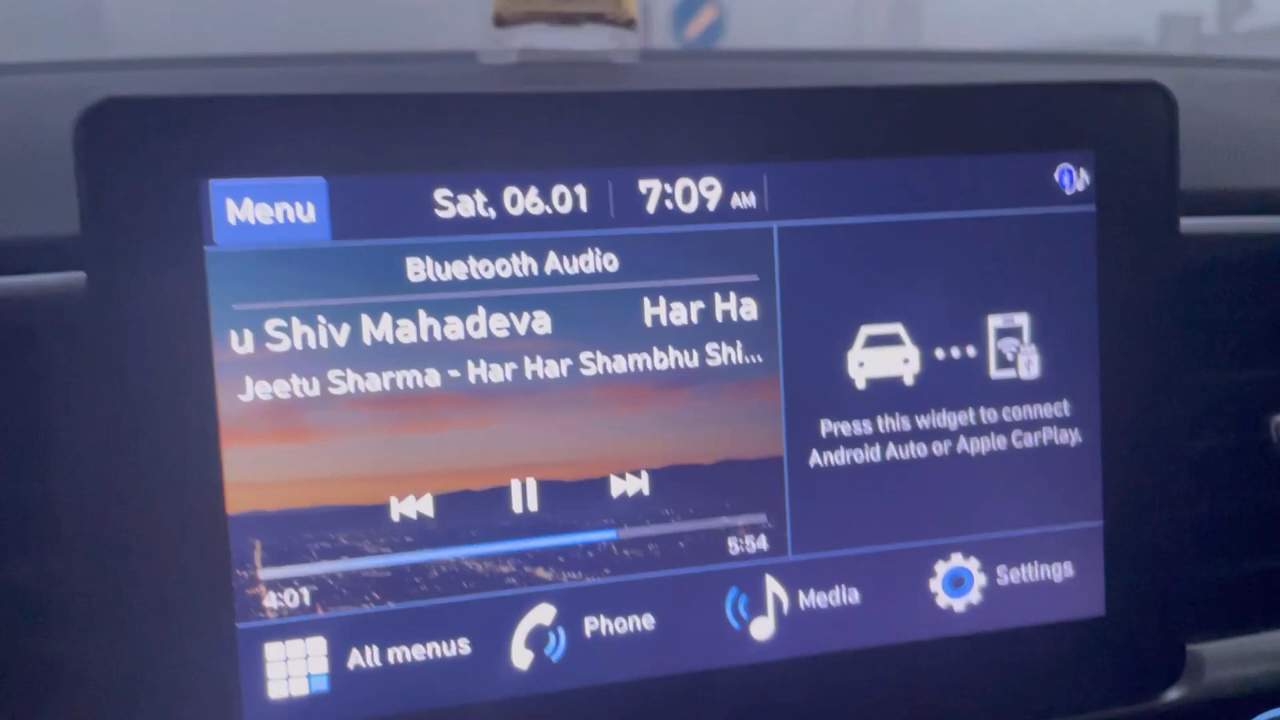 Menu
Sat, 06.01
7:09 AM
Bluetooth Audio
u Shiv Mahadeva Har Ha
Jeetu Sharma - Har Har Shambhu Shi...
4:01
5:54
Press this widget to connect
Android Auto or Apple CarPlay.
All menus
Phone
Media
Settings